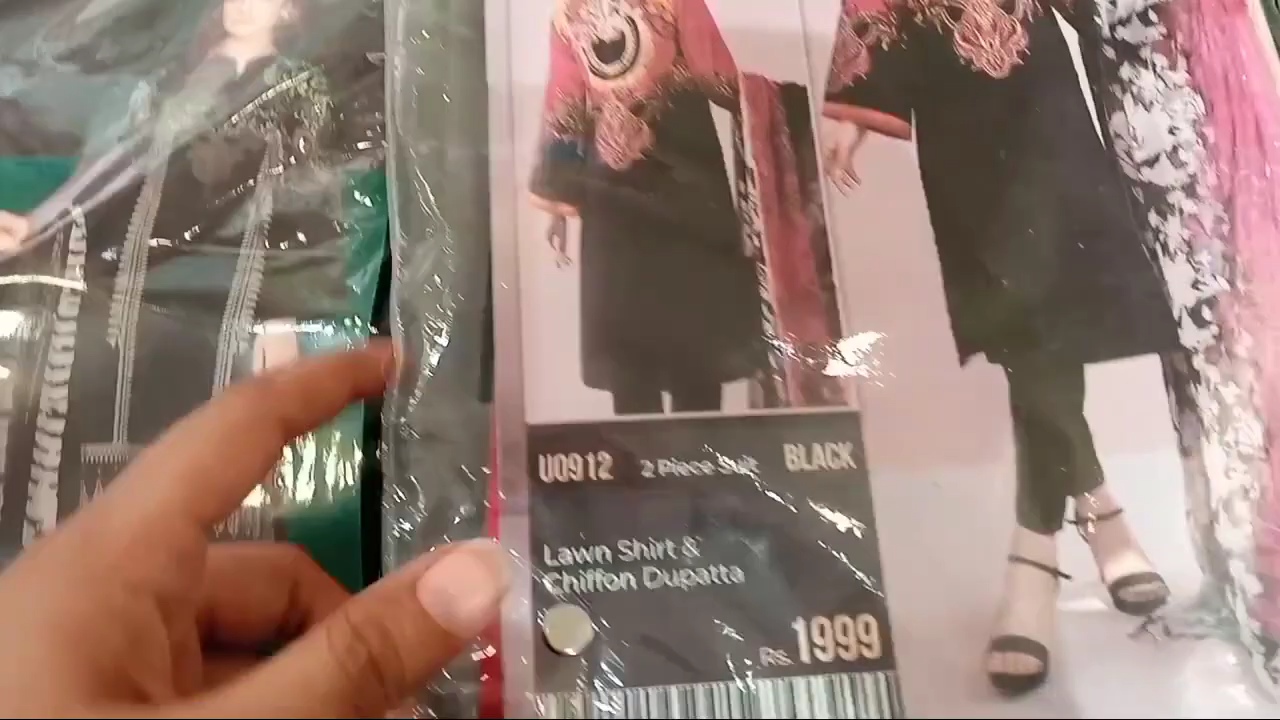 U0912 2 Piece Suit BLACK
Lawn Shirt &
Chiffon Dupatta
Rs. 1999